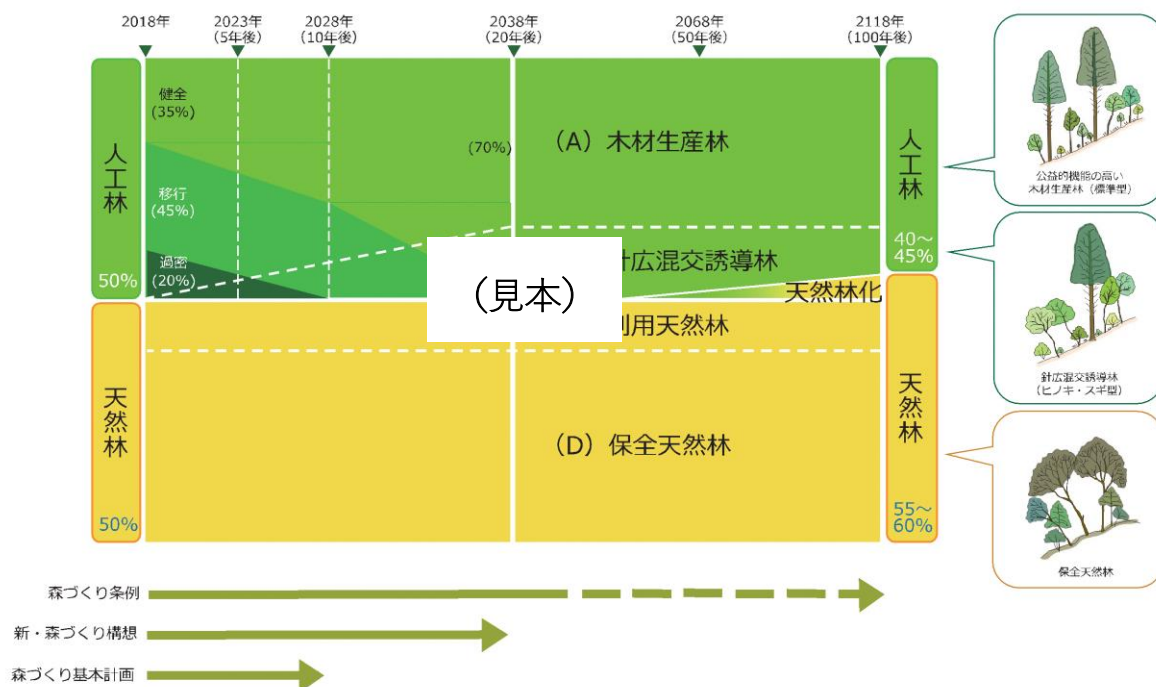 2018年
2023年
(5年後)
2028年
(10年後)
2038年
(20年後)
2068年
(50年後)
2118年
(100年後)
人工林
50%
健全
(35%)
移行
(45%)
過密
(20%)
(70%)
(A) 木材生産林
針広混交誘導林
天然林化
(見本)
利用天然林
(D) 保全天然林
天然林
50%
人工林
40～
45%
天然林
55～
60%
公益的機能の高い
木材生産林（標準型）
針広混交誘導林
(ヒノキ・スギ型)
保全天然林
森づくり条例
新・森づくり構想
森づくり基本計画